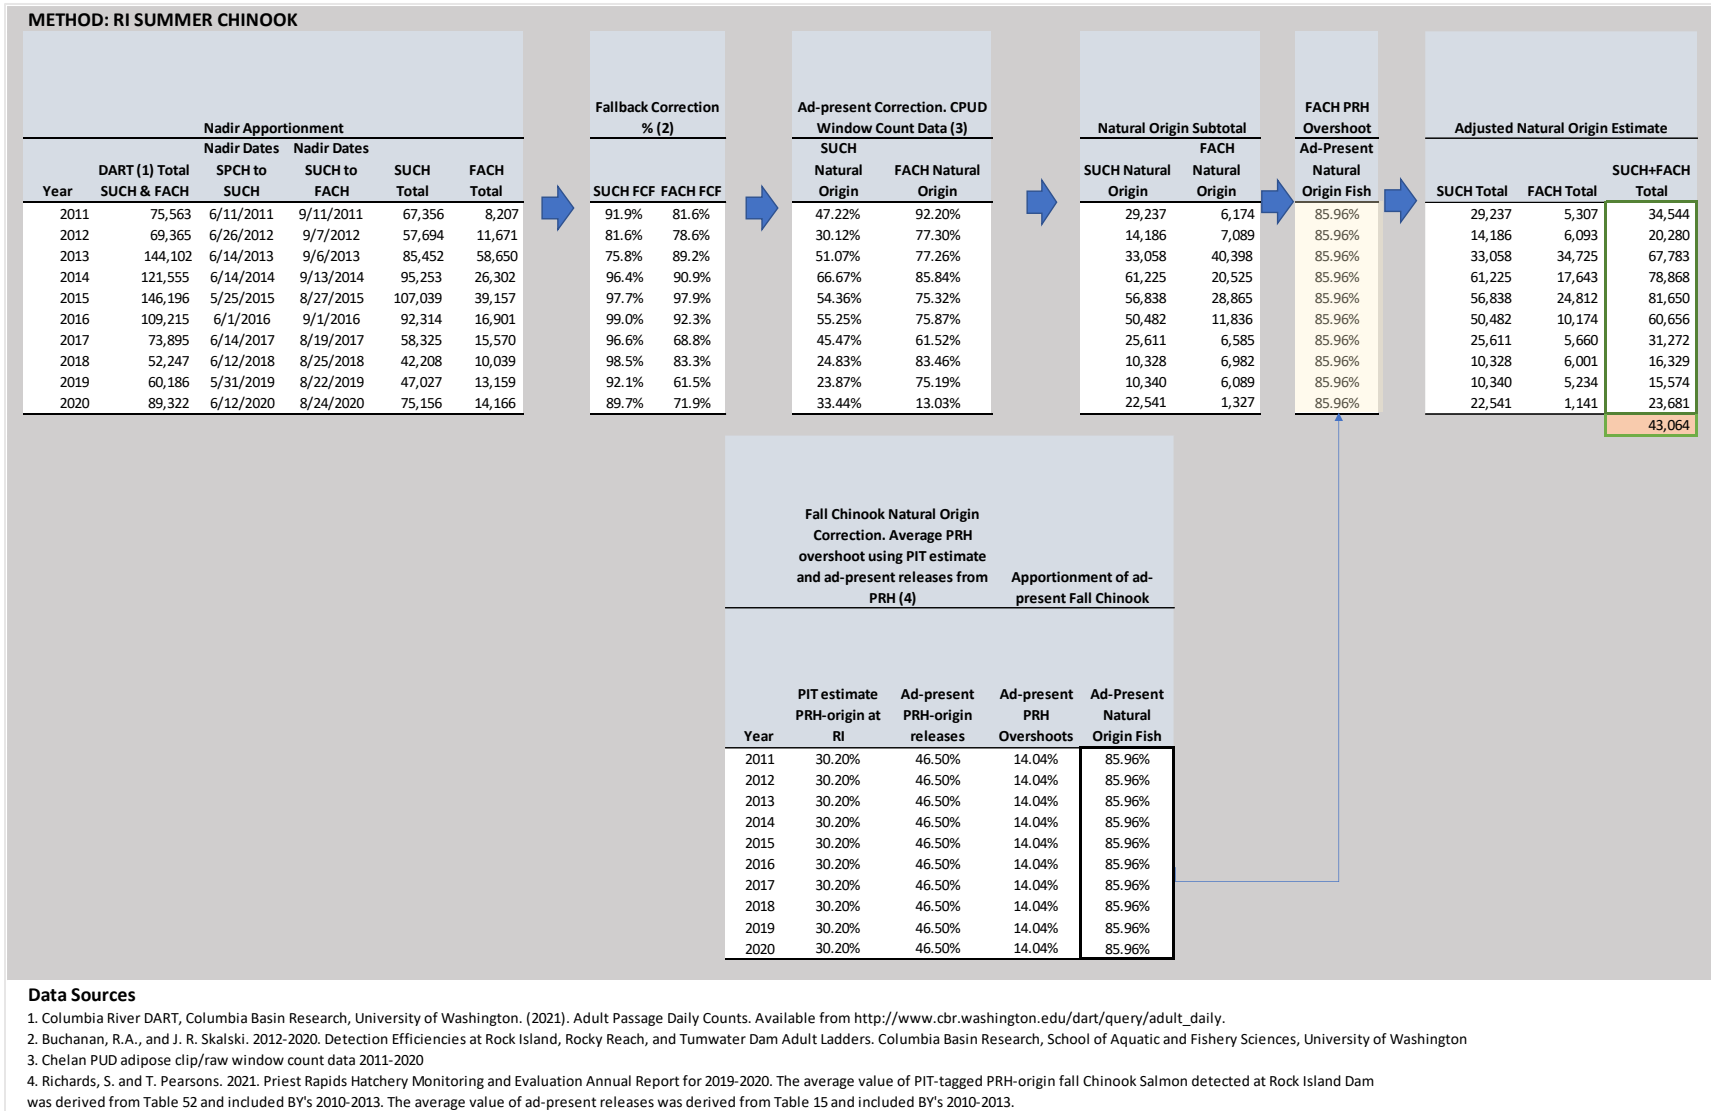 METHOD: RI SUMMER CHINOOK
Nadir Apportionment
Year DART (1) Total SUCH & FACH Nadir Dates SPCH to SUCH Nadir Dates SUCH to FACH SUCH Total FACH Total
Fallback Correction % (2)
SUCH FCF FACH FCF
Ad-present Correction. CPUD Window Count Data (3)
SUCH Natural Origin FACH Natural Origin
Natural Origin Subtotal
SUCH Natural Origin FACH Natural Origin
FACH PRH Overshoot
Ad-Present Natural Origin Fish
Adjusted Natural Origin Estimate
SUCH Total FACH Total SUCH+FACH Total
2011 75,563 6/11/2011 9/11/2011 67,356 8,207 91.9% 81.6% 47.22% 92.20% 29,237 6,174 85.96% 29,237 5,307 34,544
2012 69,365 6/26/2012 9/7/2012 57,694 11,671 81.6% 78.6% 30.12% 77.30% 14,186 7,089 85.96% 14,186 6,093 20,280
2013 144,102 6/14/2013 9/6/2013 85,452 58,650 75.8% 89.2% 51.07% 77.26% 33,058 40,398 85.96% 33,058 34,725 67,783
2014 121,555 6/14/2014 9/13/2014 95,253 26,302 96.4% 90.9% 66.67% 85.84% 61,225 20,525 85.96% 61,225 17,643 78,868
2015 146,196 5/25/2015 8/27/2015 107,039 39,157 97.7% 97.9% 54.36% 75.32% 56,838 28,865 85.96% 56,838 24,812 81,650
2016 109,215 6/1/2016 9/1/2016 92,314 16,901 99.0% 92.3% 55.25% 75.87% 50,482 11,836 85.96% 50,482 10,174 60,656
2017 73,895 6/14/2017 8/19/2017 58,325 15,570 96.6% 68.8% 45.47% 61.52% 25,611 6,585 85.96% 25,611 5,660 31,272
2018 52,247 6/12/2018 8/25/2018 42,208 10,039 98.5% 83.3% 24.83% 83.46% 10,328 6,982 85.96% 10,328 6,001 16,329
2019 60,186 5/31/2019 8/22/2019 47,027 13,159 92.1% 61.5% 23.87% 75.19% 10,340 6,089 85.96% 10,340 5,234 15,574
2020 89,322 6/12/2020 8/24/2020 75,156 14,166 89.7% 71.9% 33.44% 13.03% 22,541 1,327 85.96% 22,541 1,141 23,681
43,064
Fall Chinook Natural Origin
Correction. Average PRH
overshoot using PIT estimate
and ad-present releases from
PRH (4)
Apportionment of ad-
present Fall Chinook
Year PIT estimate PRH-origin at RI Ad-present PRH-origin releases Ad-present PRH Overshoots Ad-Present Natural Origin Fish
2011 30.20% 46.50% 14.04% 85.96%
2012 30.20% 46.50% 14.04% 85.96%
2013 30.20% 46.50% 14.04% 85.96%
2014 30.20% 46.50% 14.04% 85.96%
2015 30.20% 46.50% 14.04% 85.96%
2016 30.20% 46.50% 14.04% 85.96%
2017 30.20% 46.50% 14.04% 85.96%
2018 30.20% 46.50% 14.04% 85.96%
2019 30.20% 46.50% 14.04% 85.96%
2020 30.20% 46.50% 14.04% 85.96%
Data Sources
1. Columbia River DART, Columbia Basin Research, University of Washington. (2021). Adult Passage Daily Counts. Available from http://www.cbr.washington.edu/dart/query/adult_daily.
2. Buchanan, R.A., and J. R. Skalski. 2012-2020. Detection Efficiencies at Rock Island, Rocky Reach, and Tumwater Dam Adult Ladders. Columbia Basin Research, School of Aquatic and Fishery Sciences, University of Washington
3. Chelan PUD adipose clip/raw window count data 2011-2020
4. Richards, S. and T. Pearsons. 2021. Priest Rapids Hatchery Monitoring and Evaluation Annual Report for 2019-2020. The average value of PIT-tagged PRH-origin fall Chinook Salmon detected at Rock Island Dam
was derived from Table 52 and included BY's 2010-2013. The average value of ad-present releases was derived from Table 15 and included BY's 2010-2013.